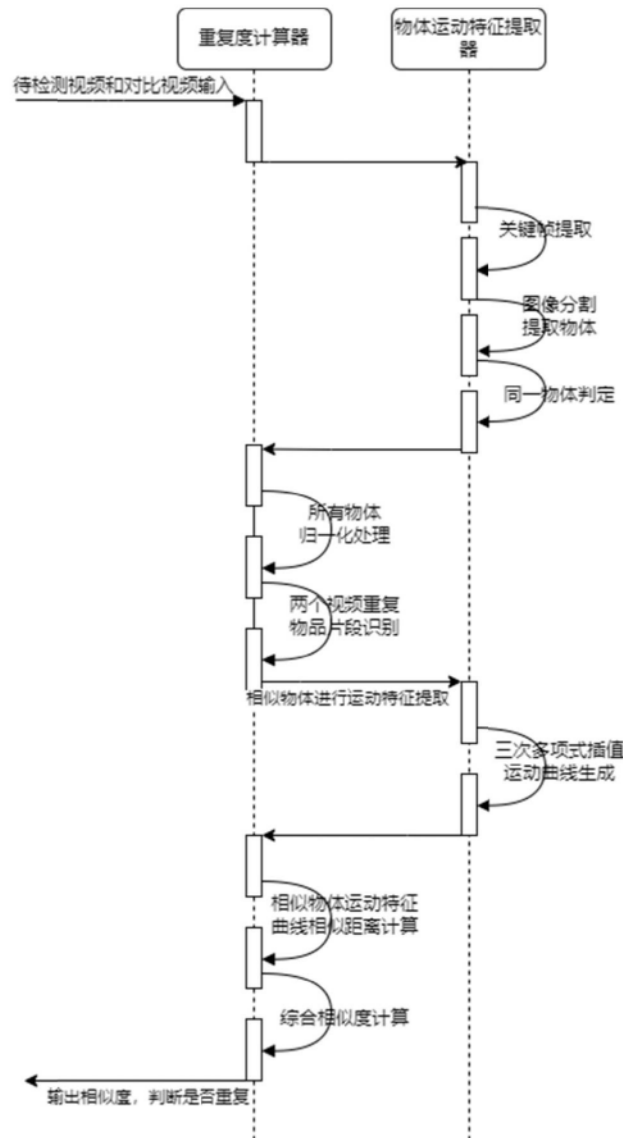 重复度计算器
物体运动特征提取
器
待检测视频和对比视频输入
关键帧提取
图像分割
提取物体
同一物体判定
所有物体
归一化处理
两个视频重复
物品片段识别
相似物体进行运动特征提取
三次多项式插值
运动曲线生成
相似物体运动特征
曲线相似距离计算
综合相似度计算
输出相似度，判断是否重复